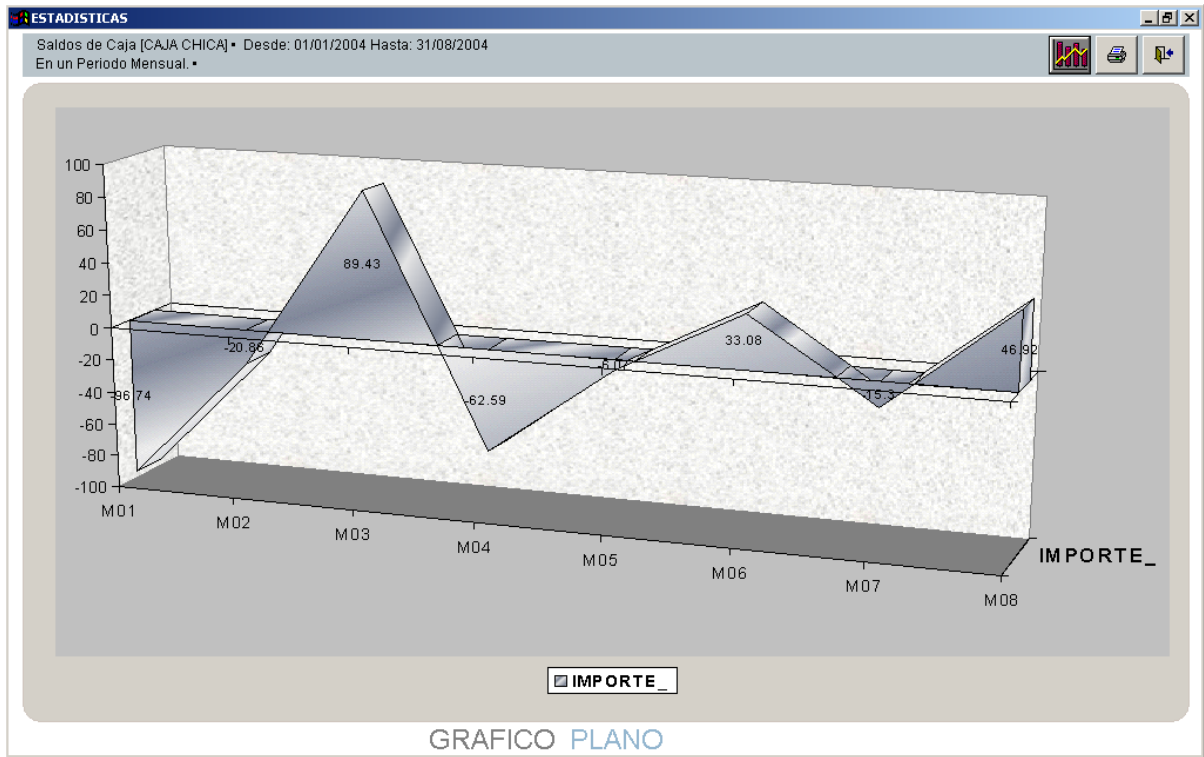 ESTADISTICAS
Saldos de Caja [CAJA CHICA] • Desde: 01/01/2004 Hasta: 31/08/2004
En un Periodo Mensual. •
100
80
60
40
20
0
-20
-40
-60
-80
-100
-96.74
-20.86
89.43
-62.59
33.08
-15.3
46.92
M01
M02
M03
M04
M05
M06
M07
M08
IMPORTE_
IMPORTE_
GRAFICO PLANO